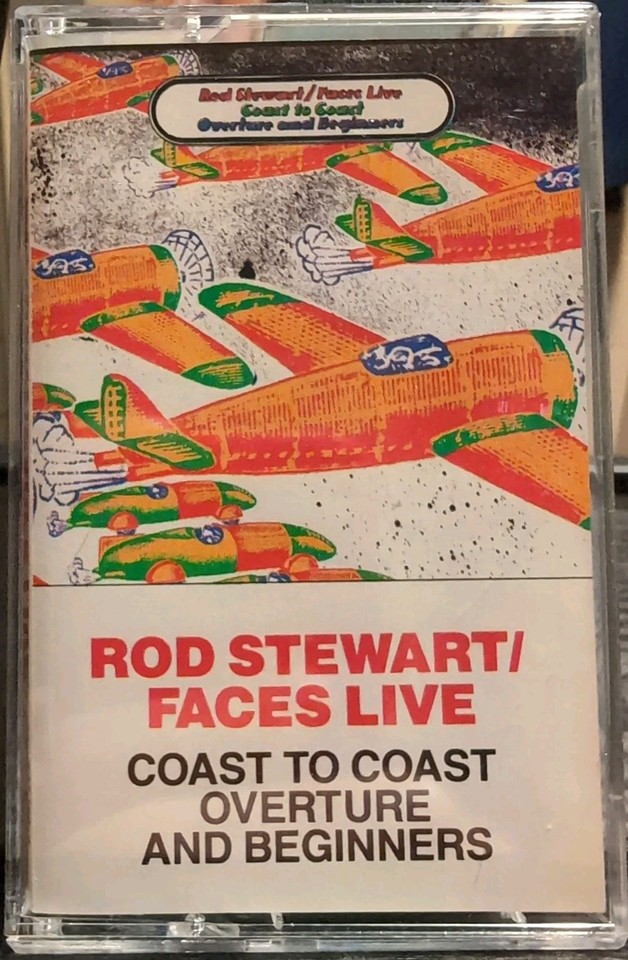 Rod Stewart/Faces Live
Coast to Coast
Overture and Beginners
ROD STEWART/
FACES LIVE
COAST TO COAST
OVERTURE
AND BEGINNERS